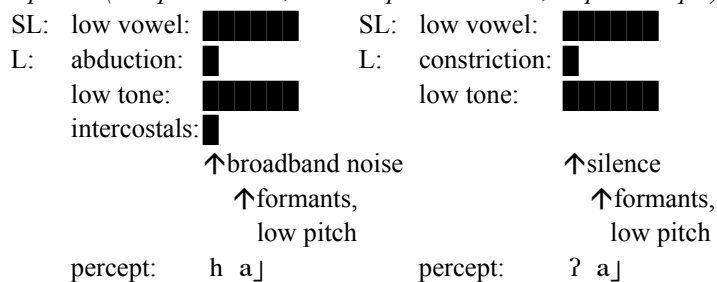 SL: low vowel: SL: low vowel:
L: abduction: L: constriction:
low tone: low tone:
intercostals:
↑broadband noise ↑silence
↑formants, ↑formants,
low pitch low pitch
percept: h a˩ percept: ʔ a˩